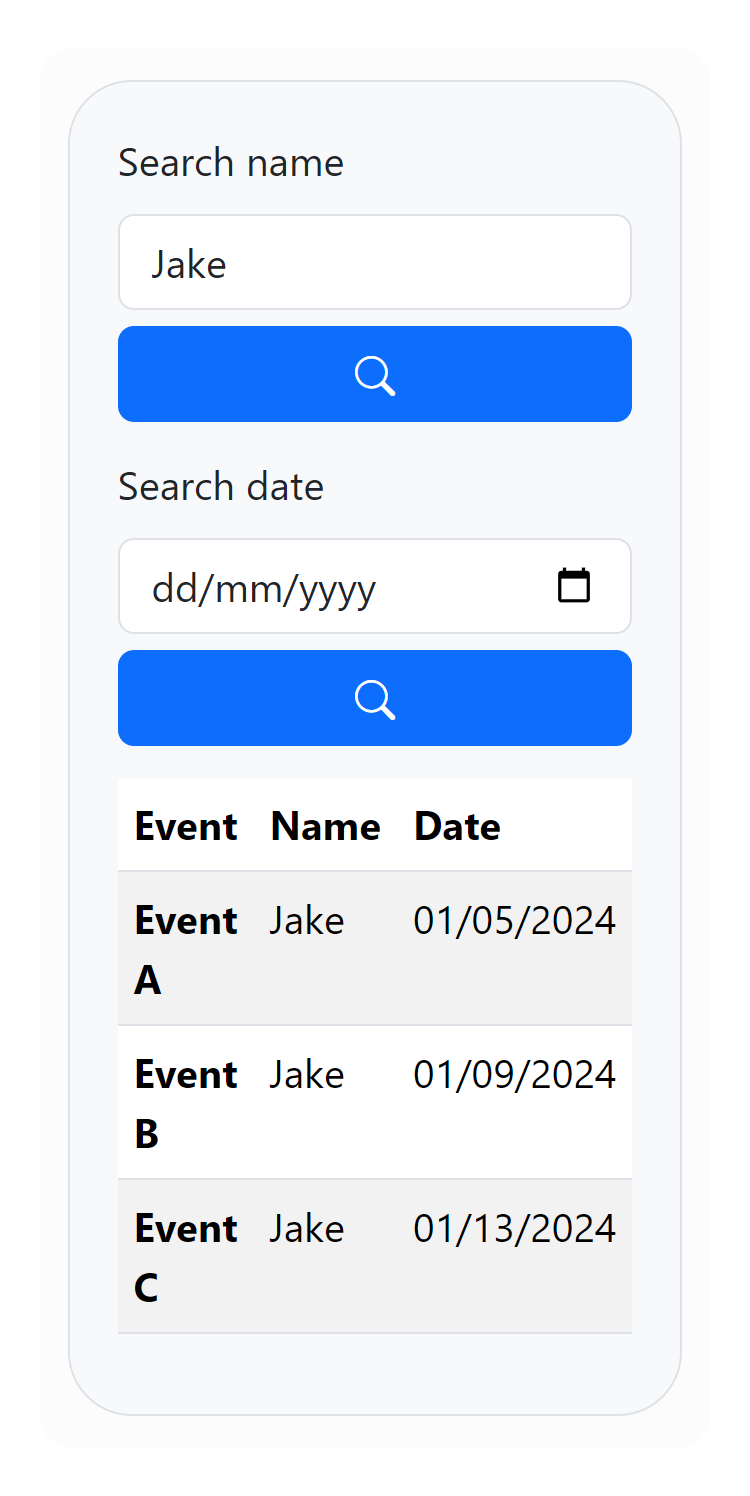 Search name
Jake
Search date
dd/mm/yyyy
Event Name Date
Event Jake 01/05/2024
A
Event Jake 01/09/2024
B
Event Jake 01/13/2024
C